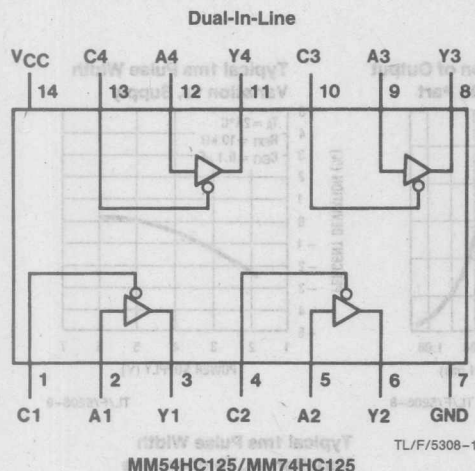 Dual-In-Line
VCC C4 A4 Y4 C3 A3 Y3
14 13 12 11 10 9 8
1 2 3 4 5 6 7
C1 A1 Y1 C2 A2 Y2 GND
TL/F/5308-1
MM54HC125/MM74HC125